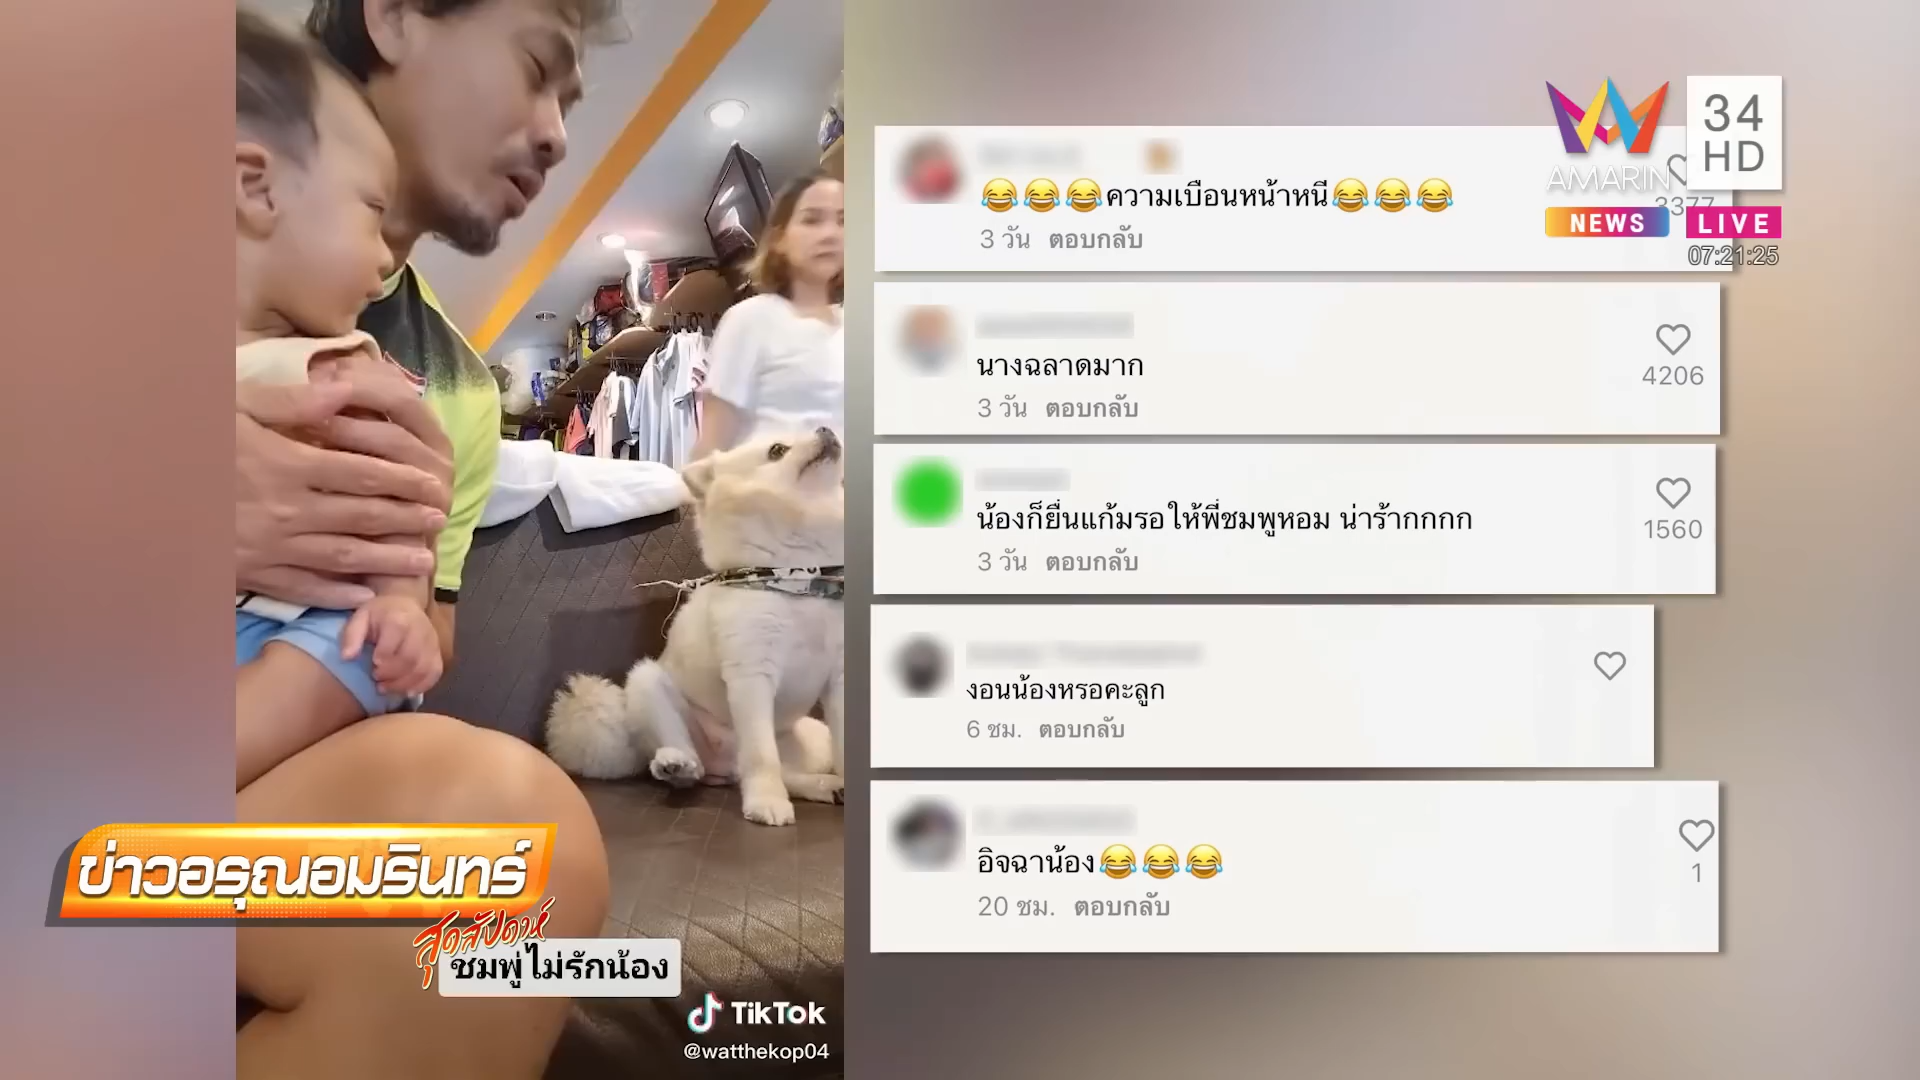 AMARIN
34
HD
NEWS
LIVE
07:21:25
😂😂😂ความเบือนหน้าหนี😂😂😂
3377
3 วัน ตอบกลับ
นางฉลาดมาก
4206
3 วัน ตอบกลับ
น้องก็ยื่นแก้มรอให้พี่ชมพูหอม น่าร้ากกกก
1560
3 วัน ตอบกลับ
งอนน้องหรอคะลูก
6 ชม. ตอบกลับ
อิจฉาน้อง😂😂😂
1
20 ชม. ตอบกลับ
ข่าวอรุณอมรินทร์
สุดสัปดาห์
ชมพู่ไม่รักน้อง
TikTok
@watthekop04